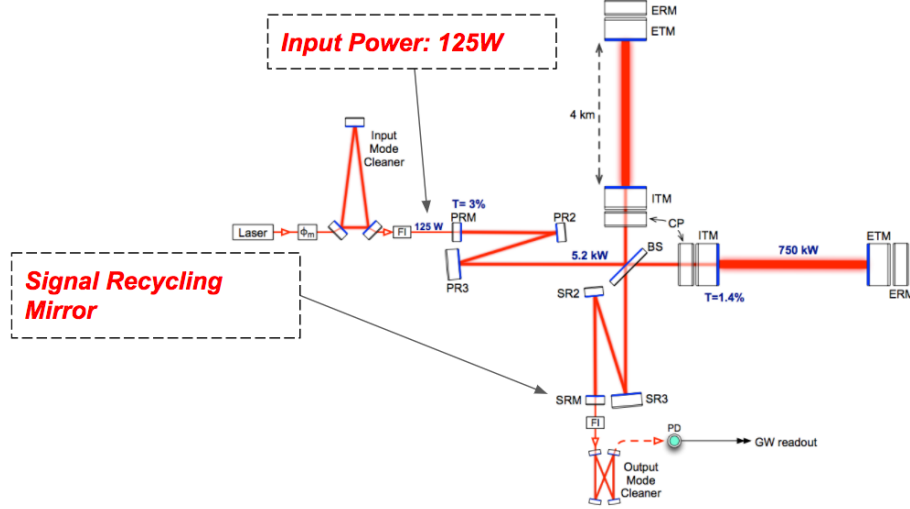 ERM
ETM
Input Power: 125W
4 km
Input
Mode
Cleaner
ITM
T= 3%
PRM
PR2
CP
Laser
ϕm
FI
125 W
BS
ITM
ETM
5.2 kW
750 kW
PR3
Signal Recycling
Mirror
SR2
T=1.4%
ERM
SRM
SR3
FI
PD
GW readout
Output
Mode
Cleaner